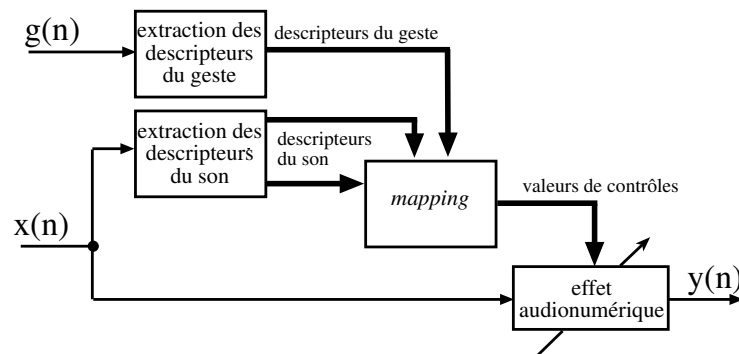 g(n)
extraction des
descripteurs
du geste
descripteurs du geste
extraction des
descripteurs
du son
descripteurs
du son
mapping
valeurs de contrôles
x(n)
effet
audionumérique
y(n)